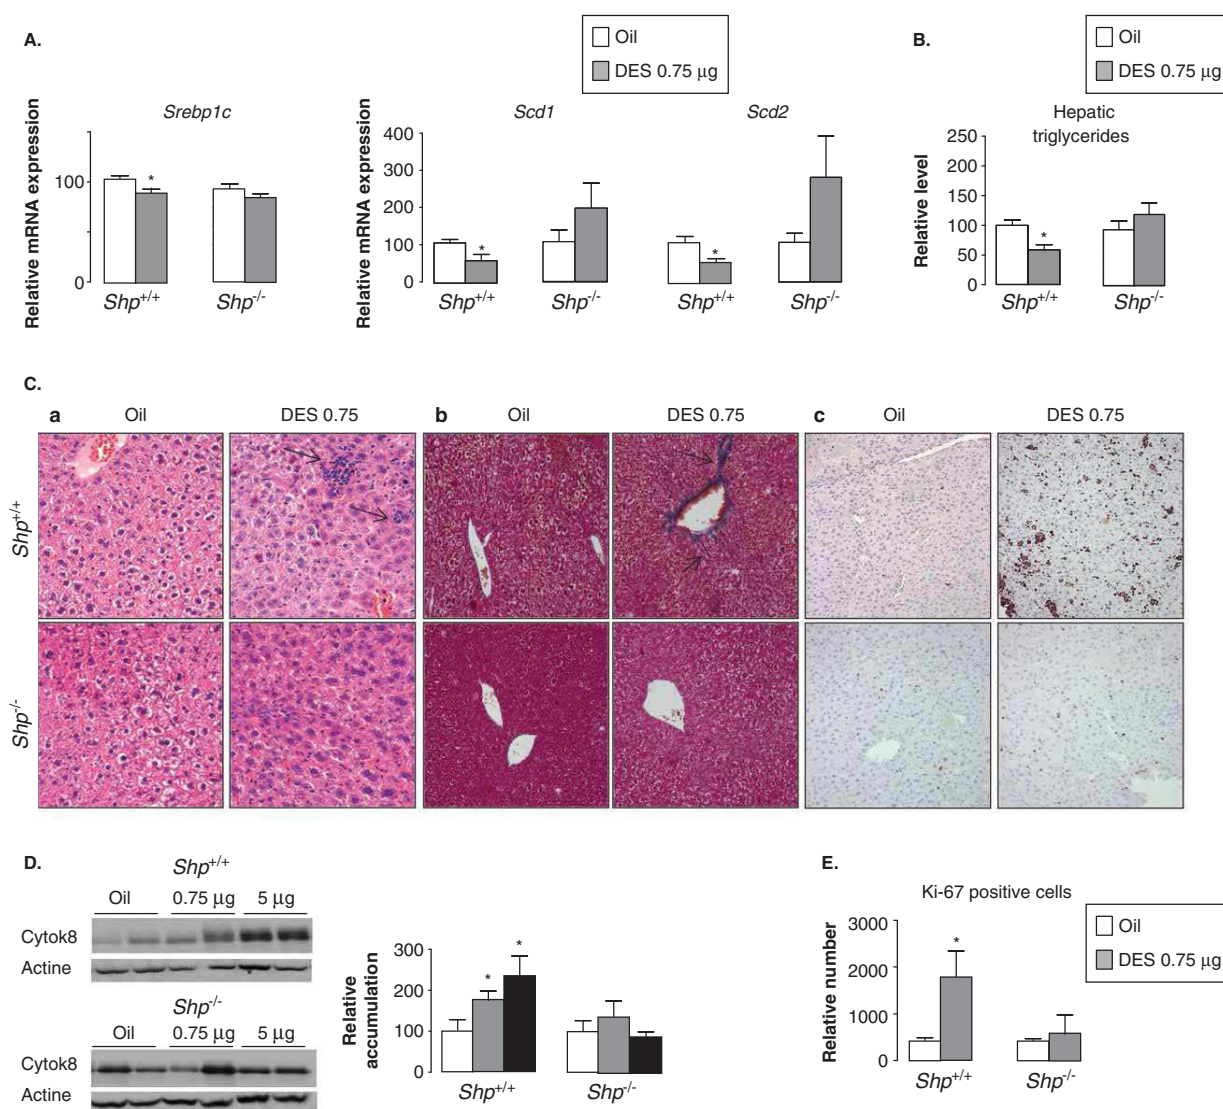 A.
Oil
DES 0.75 µg
B.
Oil
DES 0.75 µg
Srebp1c
Scd1
Scd2
Hepatic
triglycerides
Relative mRNA expression
100
0
*
Shp+/+
Shp-/-
Relative mRNA expression
400
300
200
100
0
*
*
Shp+/+
Shp-/-
Shp+/+
Shp-/-
Relative level
250
200
150
100
50
0
*
Shp+/+
Shp-/-
C.
a
Oil
DES 0.75
b
Oil
DES 0.75
c
Oil
DES 0.75
Shp+/+
Shp-/-
D.
Shp+/+
Oil
0.75 µg
5 µg
Cytok8
Actine
*
Shp-/-
Oil
0.75 µg
5 µg
Cytok8
Actine
Relative
accumulation
300
200
100
0
*
*
Shp+/+
Shp-/-
E.
Ki-67 positive cells
Oil
DES 0.75 µg
Relative number
3000
2000
1000
0
*
Shp+/+
Shp-/-